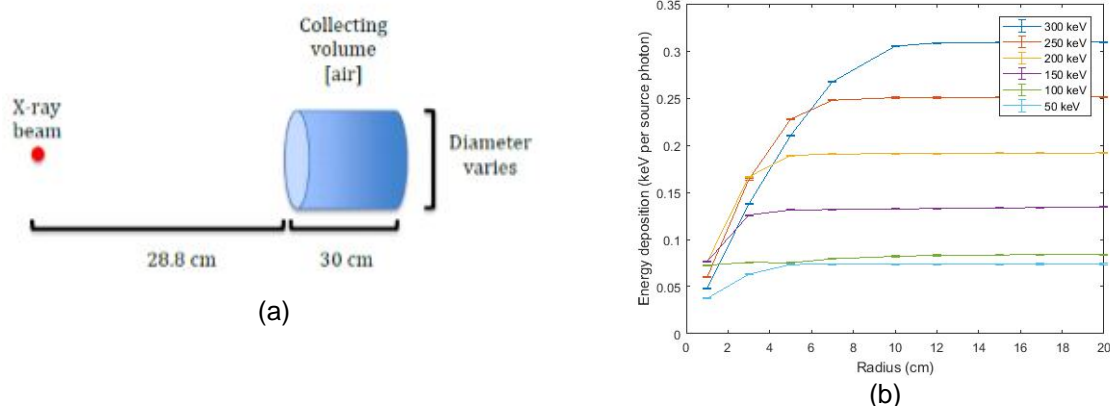 Collecting
volume
[air]
X-ray
beam
Diameter
varies
28.8 cm
30 cm
(a)
0.35
0.3
0.25
0.2
0.15
0.1
0.05
0
Energy deposition (keV per source photon)
300 keV
250 keV
200 keV
150 keV
100 keV
50 keV
0 2 4 6 8 10 12 14 16 18 20
Radius (cm)
(b)